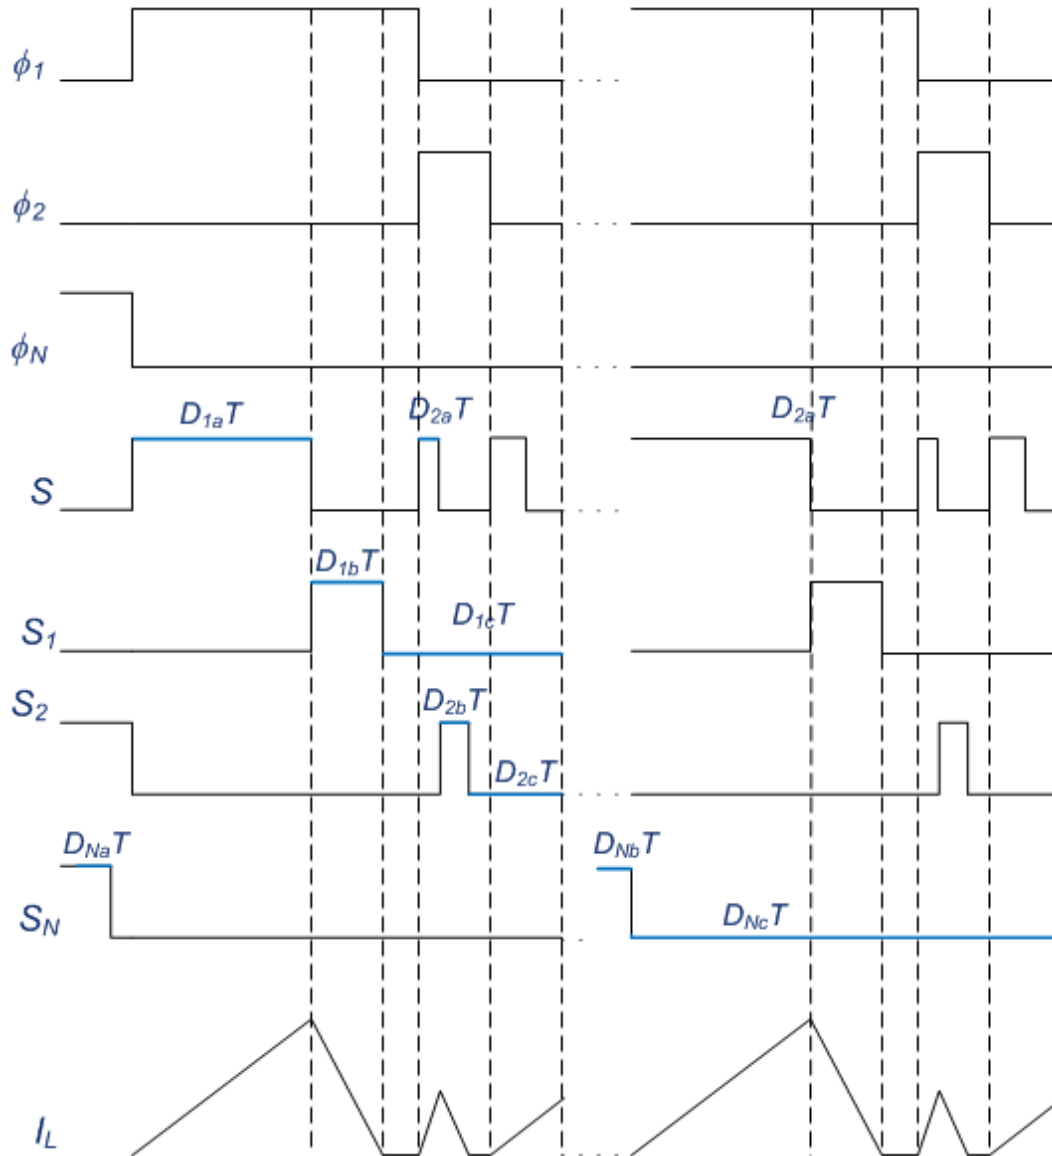 ϕ1
ϕ2
ϕN
D1aT D2aT D2aT
S
D1bT
D1cT
S1
S2
D2bT
D2cT
DNaT DNbT
SN
DNcT
IL